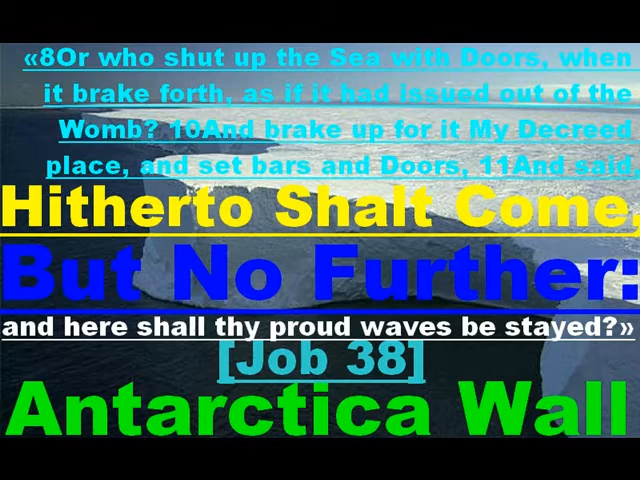 «8Or who shut up the Sea with Doors, when
it brake forth, as if it had issued out of the
Womb? 10And brake up for it My Decreed
place, and set bars and Doors, 11And said,
Hitherto Shalt Come,
But No Further:
and here shall thy proud waves be stayed?»
[Job 38]
Antarctica Wall